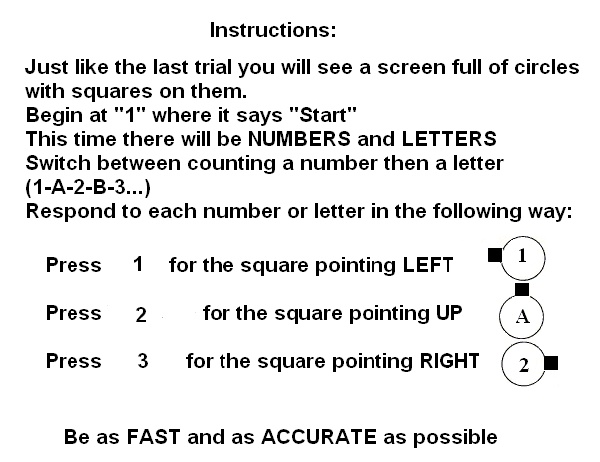 Instructions:
Just like the last trial you will see a screen full of circles
with squares on them.
Begin at "1" where it says "Start"
This time there will be NUMBERS and LETTERS
Switch between counting a number then a letter
(1-A-2-B-3...)
Respond to each number or letter in the following way:
Press 1 for the square pointing LEFT 1
Press 2 for the square pointing UP A
Press 3 for the square pointing RIGHT 2
Be as FAST and as ACCURATE as possible